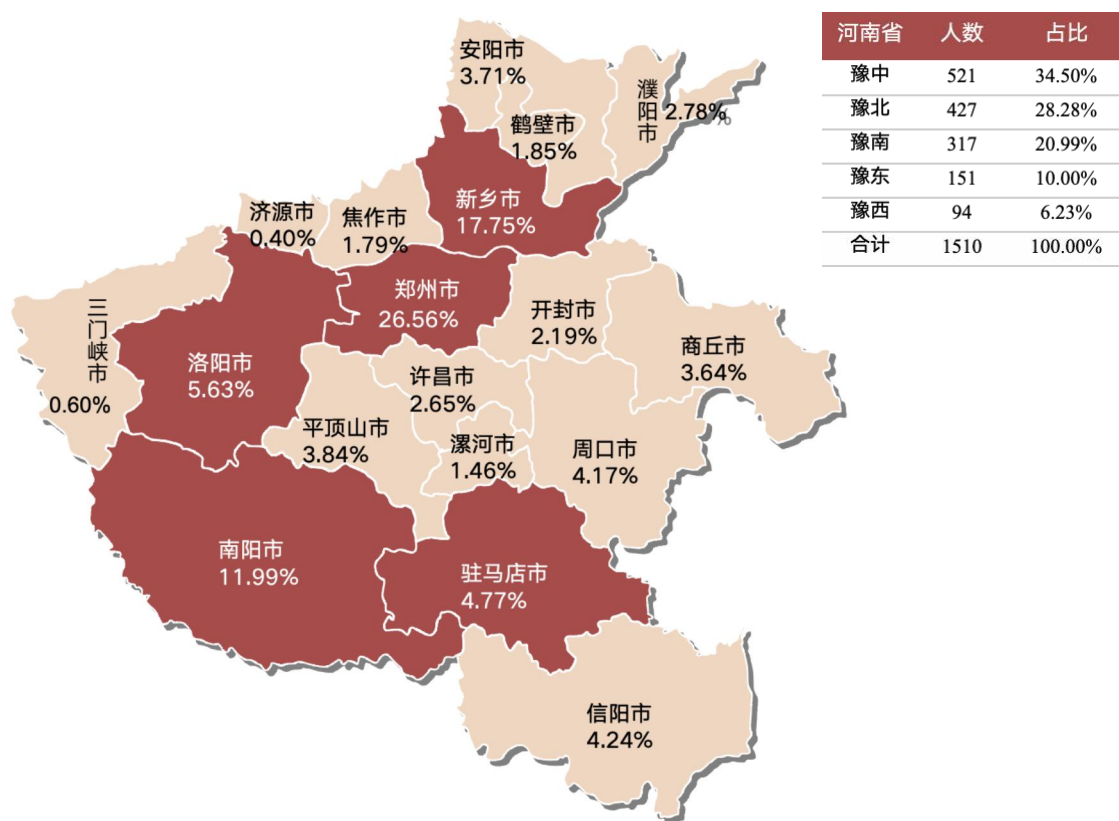 安阳市
3.71%
濮阳市
2.78%
鹤壁市
1.85%
新乡市
17.75%
济源市
0.40%
焦作市
1.79%
三门峡市
0.60%
洛阳市
5.63%
郑州市
26.56%
开封市
2.19%
商丘市
3.64%
许昌市
2.65%
平顶山市
3.84%
漯河市
1.46%
周口市
4.17%
南阳市
11.99%
驻马店市
4.77%
信阳市
4.24%
河南省 人数 占比
豫中 521 34.50%
豫北 427 28.28%
豫南 317 20.99%
豫东 151 10.00%
豫西 94 6.23%
合计 1510 100.00%